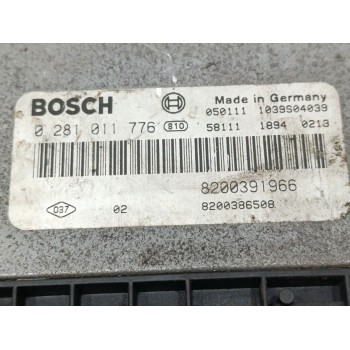 BOSCH
Made in Germany
050111 1039S04039
0 281 011 776 810
58111 1894 0213
8200391966
037 02 8200386508